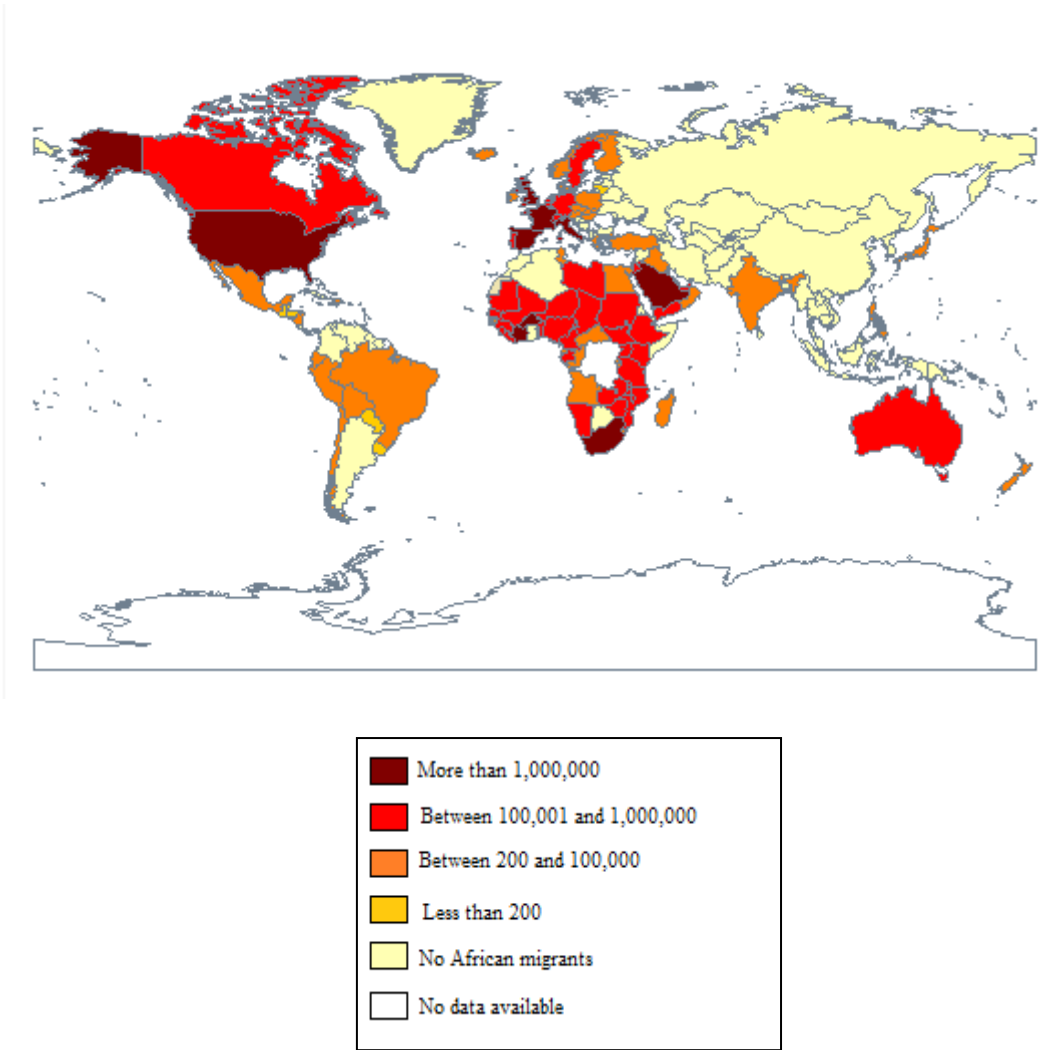 More than 1,000,000
Between 100,001 and 1,000,000
Between 200 and 100,000
Less than 200
No African migrants
No data available